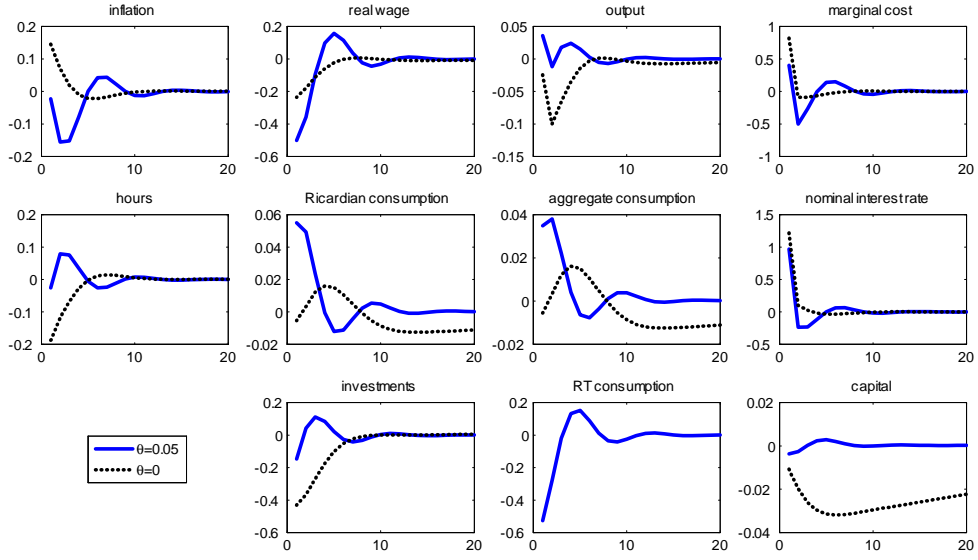 inflation
0.2
0.1
0
-0.1
-0.2
0 10 20
real wage
0.2
0
-0.2
-0.4
-0.6
0 10 20
output
0.05
0
-0.05
-0.1
-0.15
0 10 20
marginal cost
1
0.5
0
-0.5
-1
0 10 20
hours
0.2
0.1
0
-0.1
-0.2
0 10 20
Ricardian consumption
0.06
0.04
0.02
0
-0.02
0 10 20
aggregate consumption
0.04
0.02
0
-0.02
0 10 20
nominal interest rate
1.5
1
0.5
0
-0.5
0 10 20
θ=0.05
θ=0
investments
0.2
0
-0.2
-0.4
-0.6
0 10 20
RT consumption
0.2
0
-0.2
-0.4
-0.6
0 10 20
capital
0.02
0
-0.02
-0.04
0 10 20